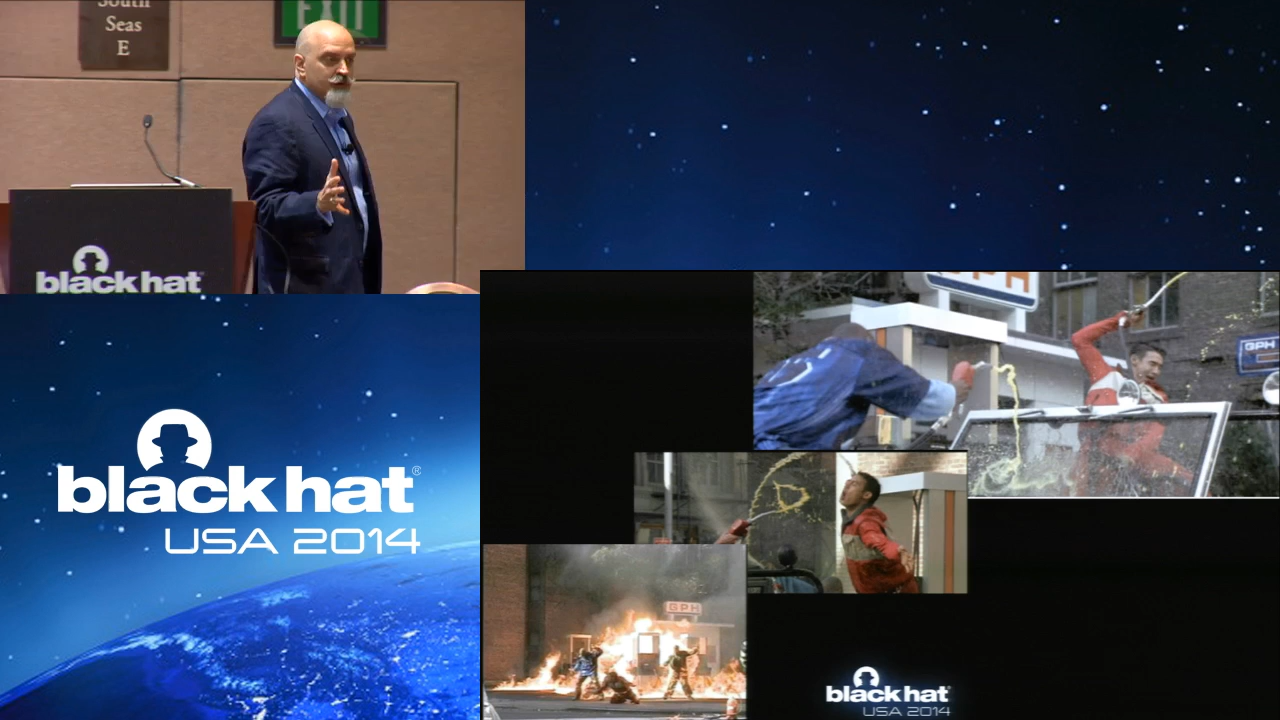 South
Seas
E
EXIT
black hat
GPH
GPH
black hat®
USA 2014
GPH
black hat
USA 2014